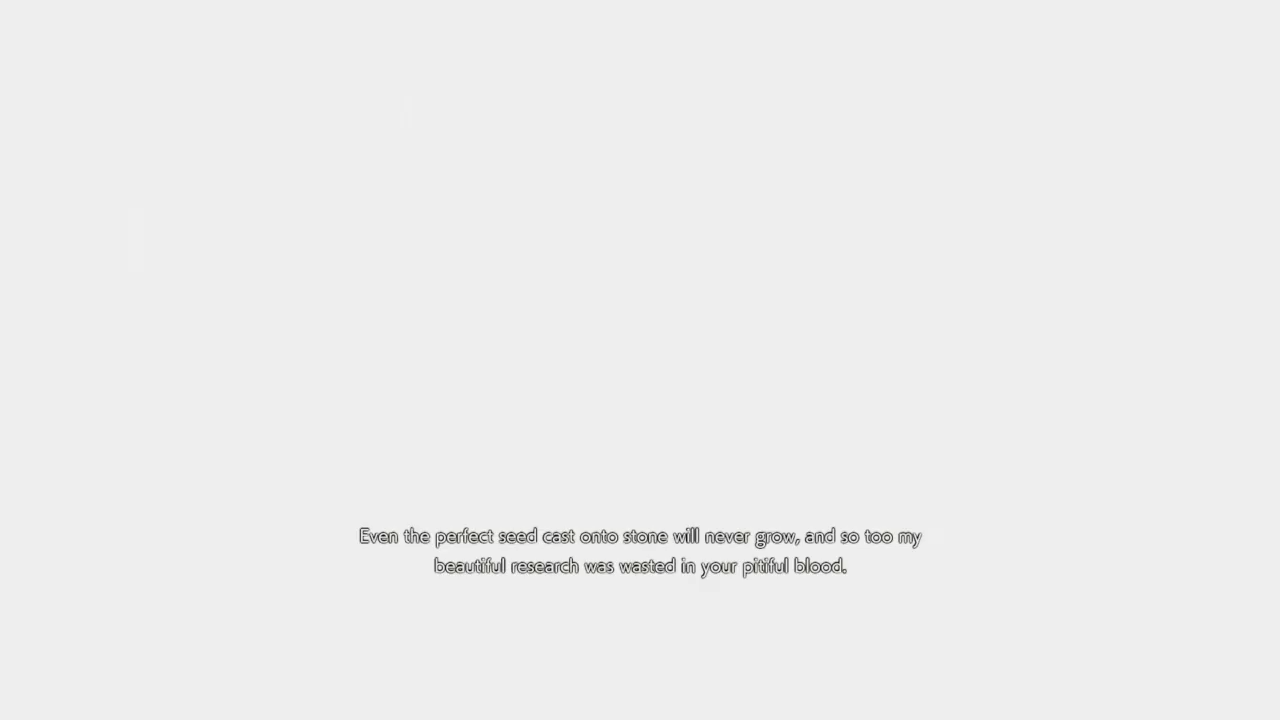 Even the perfect seed cast onto stone will never grow, and so too my
beautiful research was wasted in your pitiful blood.